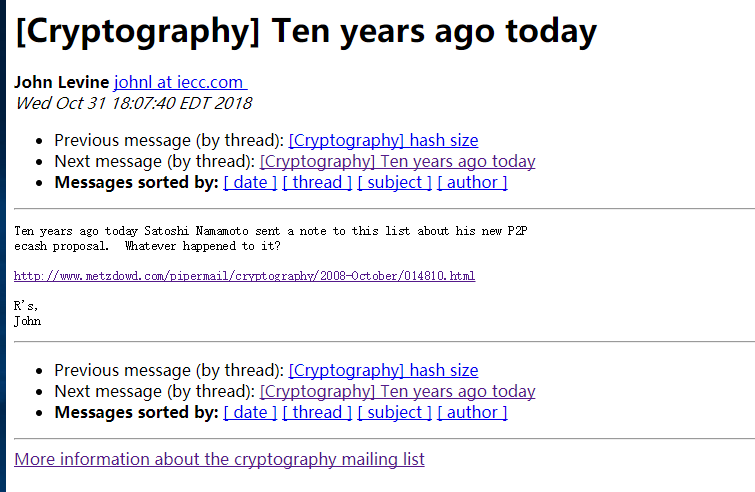 [Cryptography] Ten years ago today
John Levine johnl at iecc.com
Wed Oct 31 18:07:40 EDT 2018
Previous message (by thread): [Cryptography] hash size
Next message (by thread): [Cryptography] Ten years ago today
Messages sorted by: [ date ] [ thread ] [ subject ] [ author ]
Ten years ago today Satoshi Namamoto sent a note to this list about his new P2P
ecash proposal.  Whatever happened to it?
http://www.metzdowd.com/pipermail/cryptography/2008-October/014810.html
R's,
John
Previous message (by thread): [Cryptography] hash size
Next message (by thread): [Cryptography] Ten years ago today
Messages sorted by: [ date ] [ thread ] [ subject ] [ author ]
More information about the cryptography mailing list